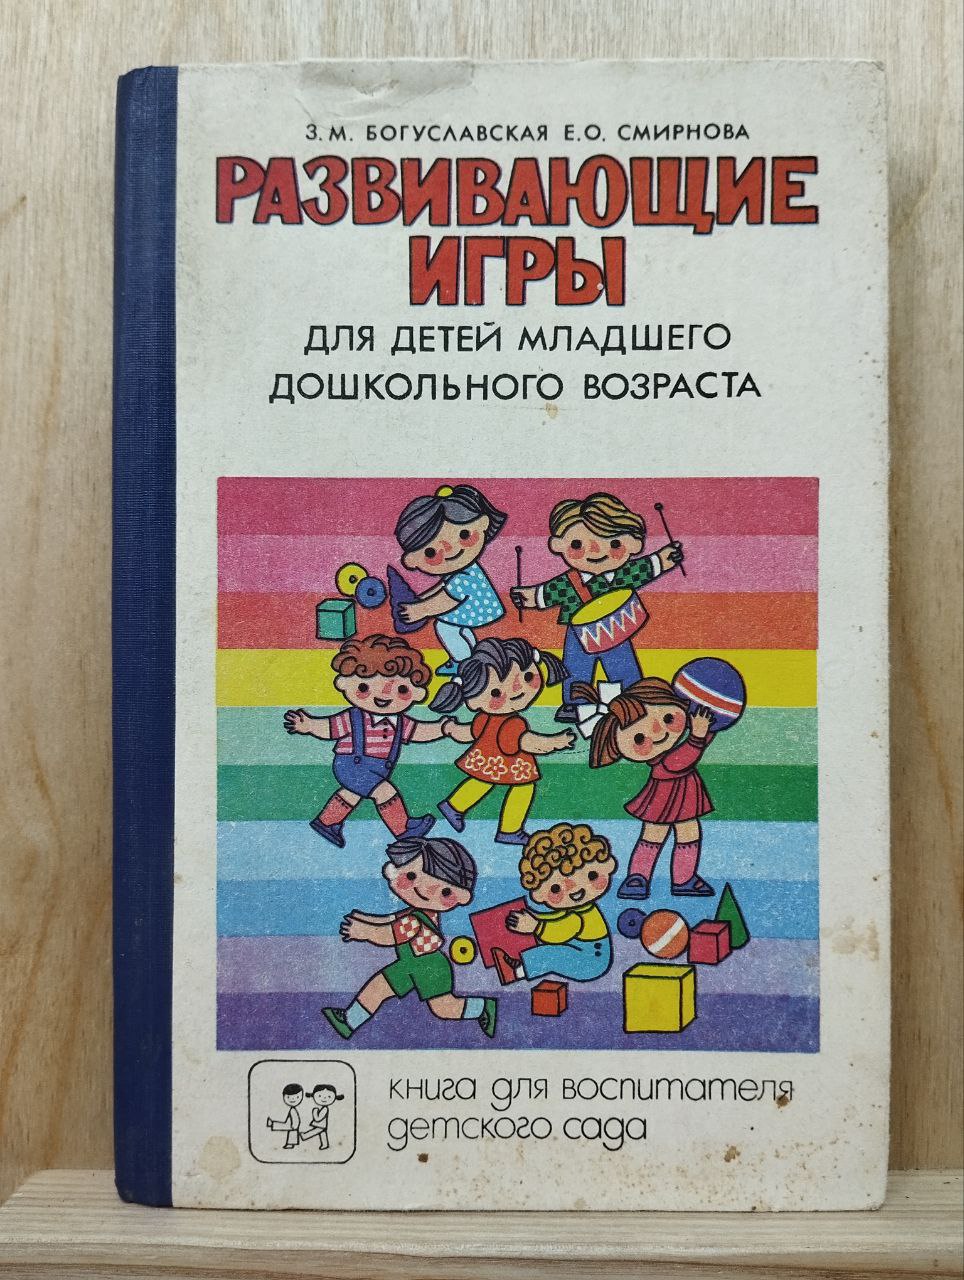 З. М. БОГУСЛАВСКАЯ Е. О. СМИРНОВА
РАЗВИВАЮЩИЕ
ИГРЫ
ДЛЯ ДЕТЕЙ МЛАДШЕГО
ДОШКОЛЬНОГО ВОЗРАСТА
книга для воспитателя
детского сада